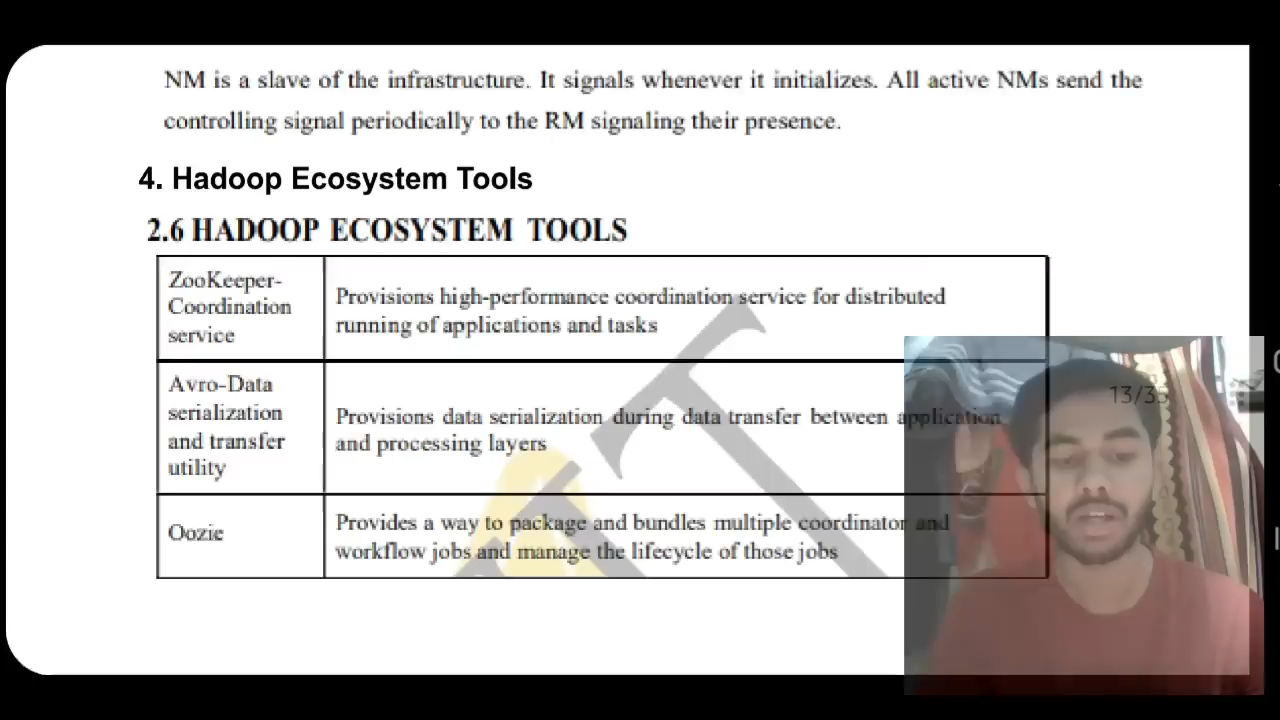 NM is a slave of the infrastructure. It signals whenever it initializes. All active NMs send the
controlling signal periodically to the RM signaling their presence.
4. Hadoop Ecosystem Tools
2.6 HADOOP ECOSYSTEM TOOLS
ZooKeeper-
Coordination
service
Provisions high-performance coordination service for distributed
running of applications and tasks
Avro-Data
serialization
and transfer
utility
Provisions data serialization during data transfer between application
and processing layers
Oozie
Provides a way to package and bundles multiple coordinator and
workflow jobs and manage the lifecycle of those jobs
13/35